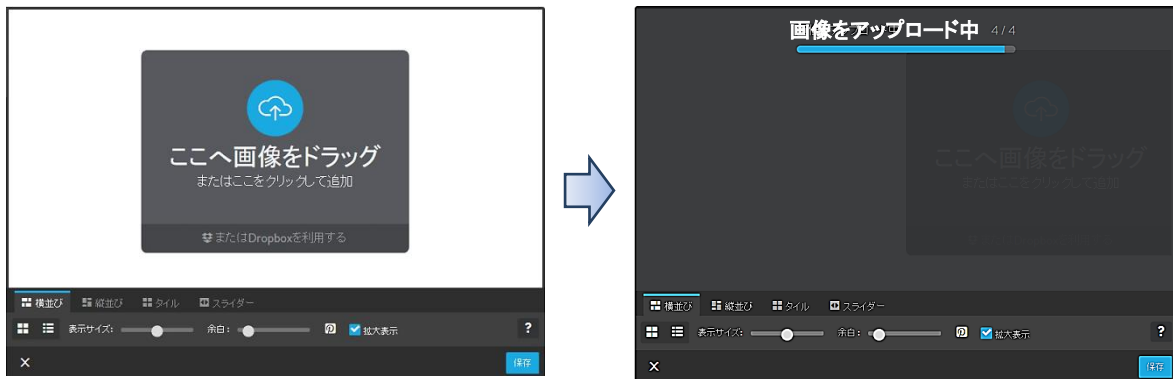 ここへ画像をドラッグ
またはここをクリックして追加
またはDropboxを利用する
横並び 縦並び タイル スライダー
表示サイズ: 余白: 拡大表示 ?
× 保存
画像をアップロード中 4/4
ここへ画像をドラッグ
またはここをクリックして追加
横並び 縦並び タイル スライダー
表示サイズ: 余白: 拡大表示 ?
× 保存